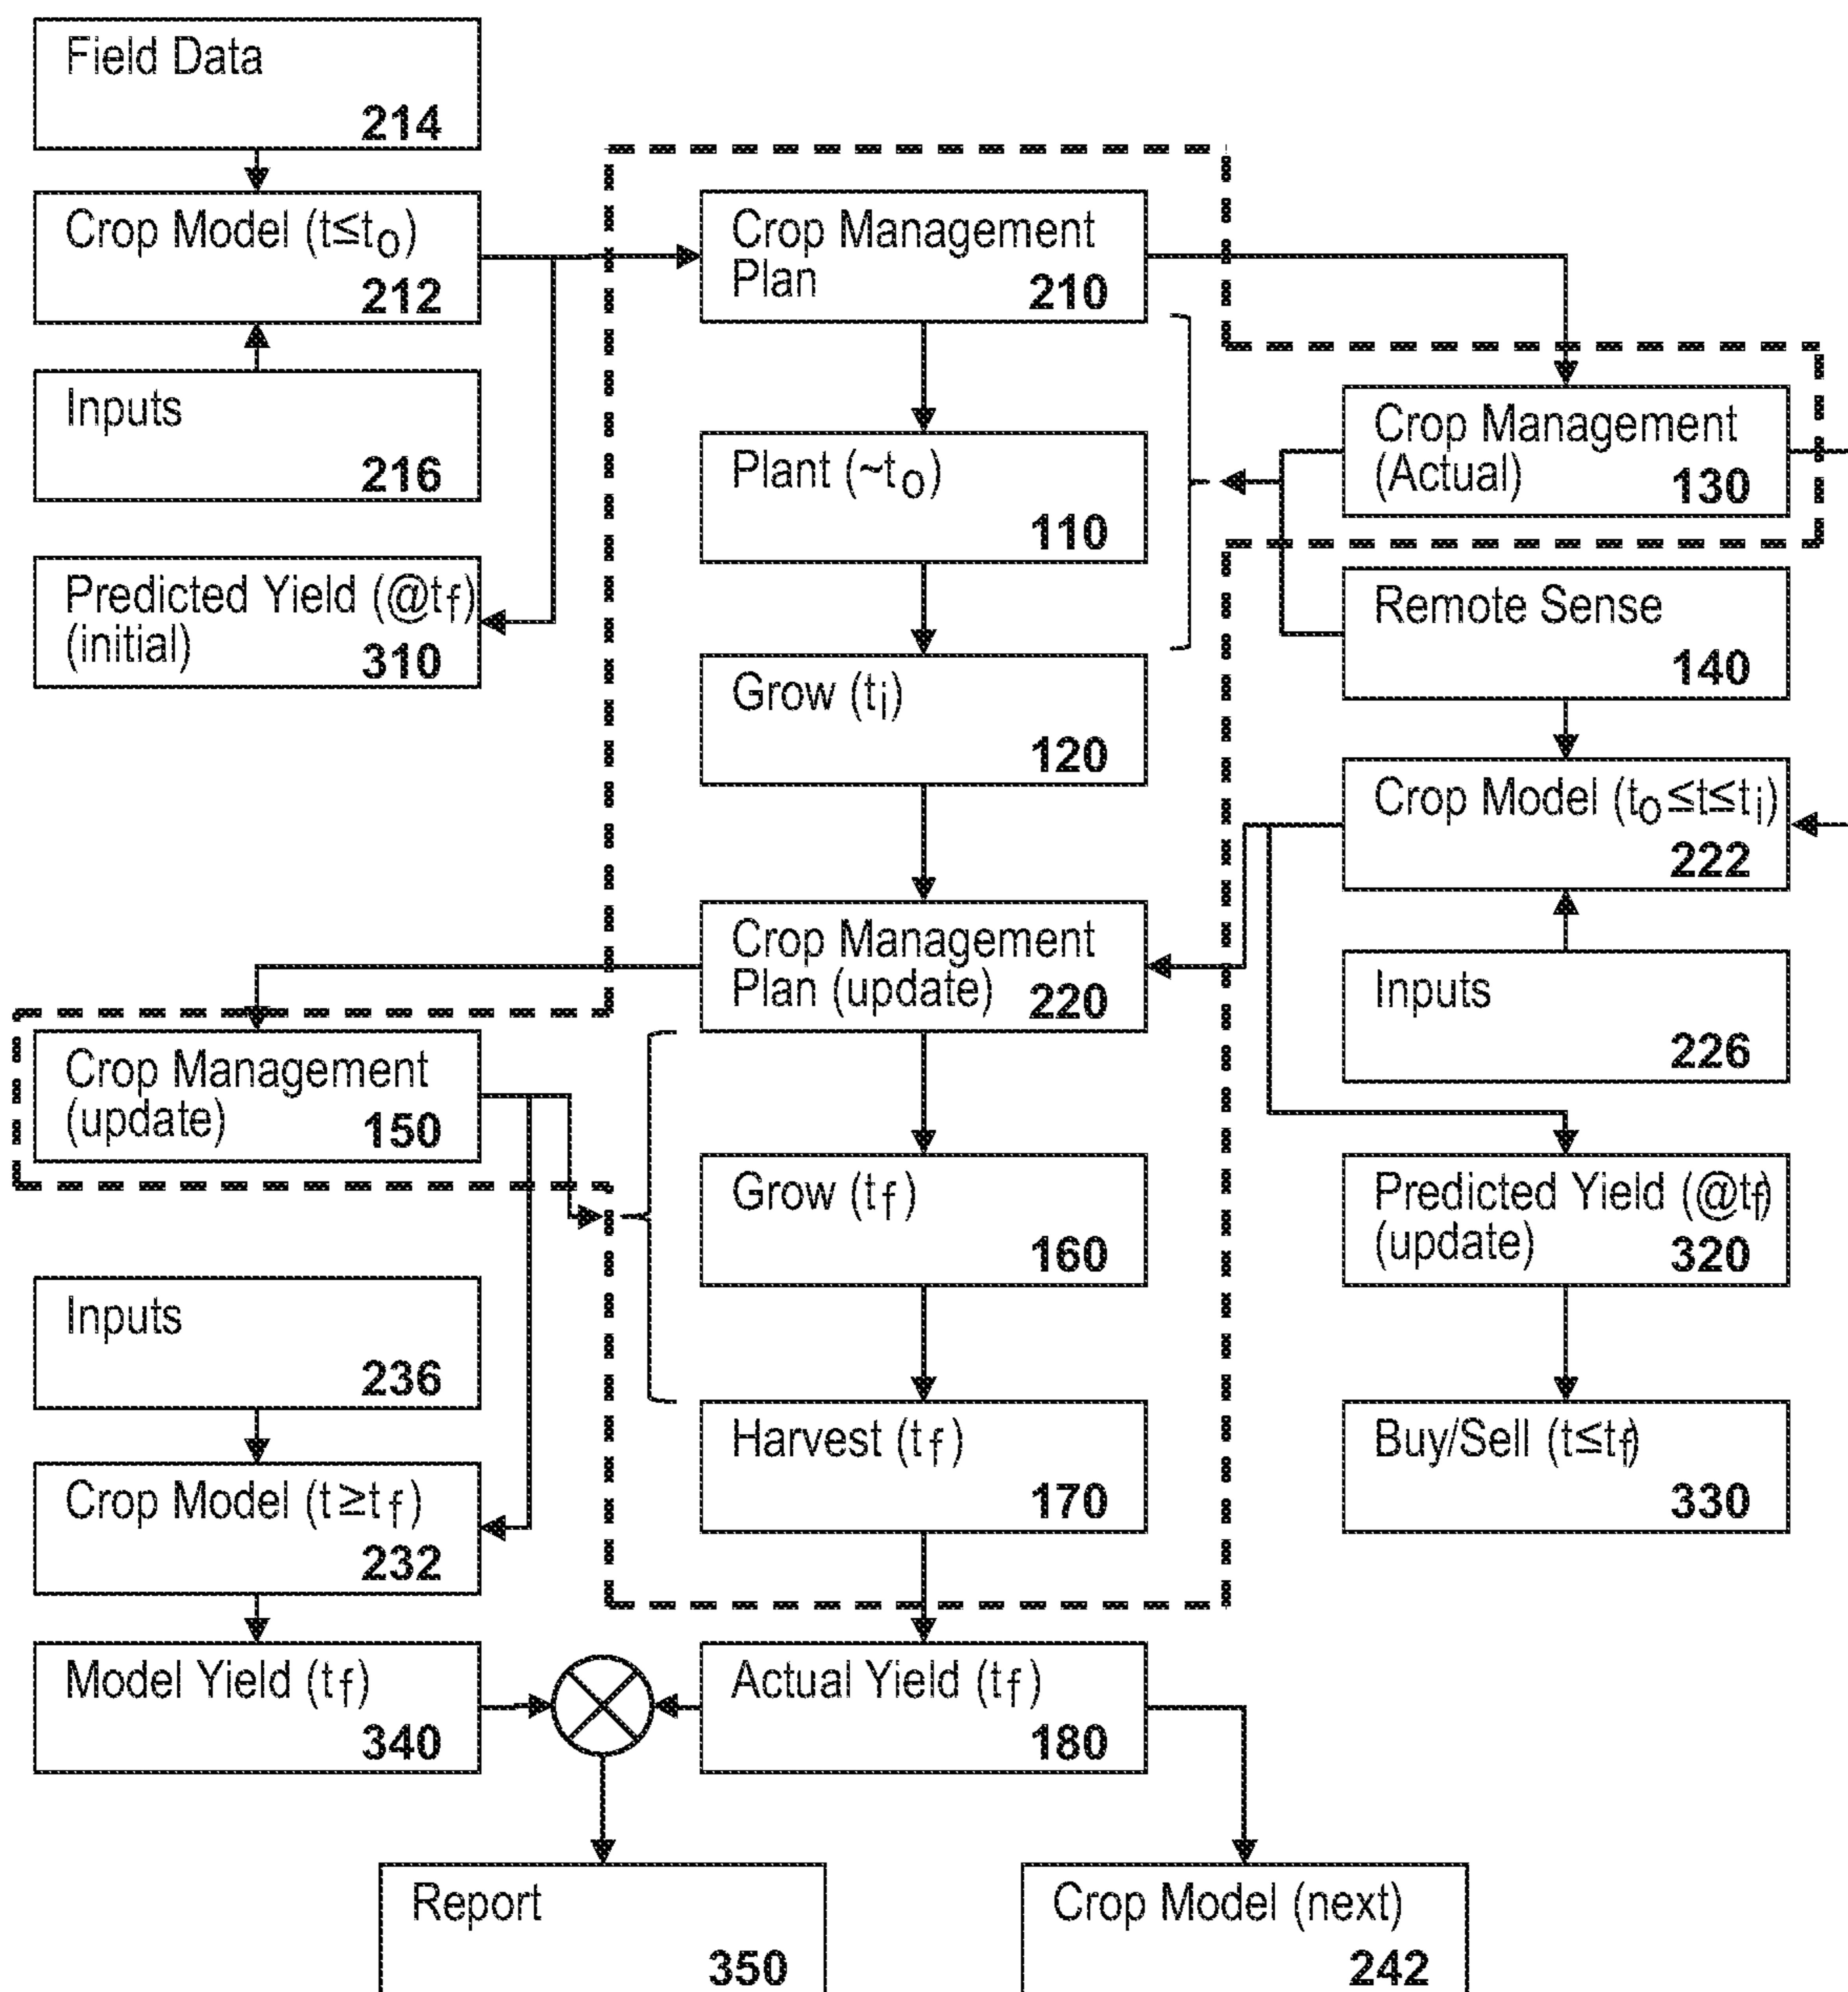 Field Data
214
Crop Model (t≤to)
212
Inputs
216
Predicted Yield (@tf)
(initial)
310
Crop Management
Plan
210
Plant (~to)
110
Grow (ti)
120
Crop Management
(Actual)
130
Remote Sense
140
Crop Model (to≤t≤ti)
222
Inputs
226
Crop Management
Plan (update)
220
Crop Management
(update)
150
Grow (tf)
160
Harvest (tf)
170
Predicted Yield (@tf)
(update)
320
Buy/Sell (t≤tf)
330
Inputs
236
Crop Model (t≥tf)
232
Model Yield (tf)
340
Actual Yield (tf)
180
Report
350
Crop Model (next)
242